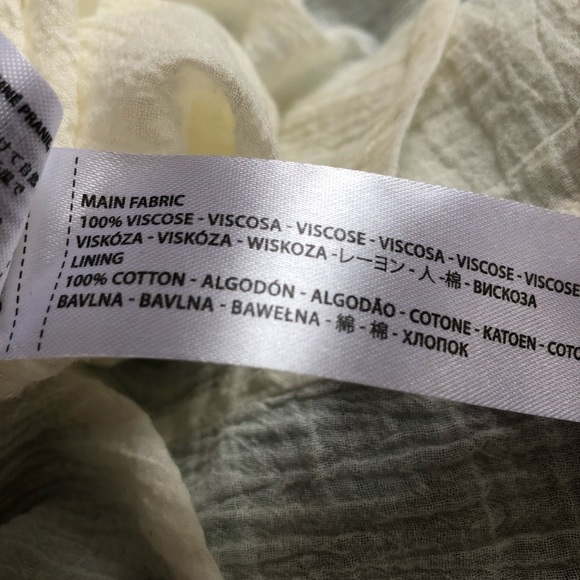 MAIN FABRIC
100% VISCOSE - VISCOSA - VISCOSE - VISCOSA - VISCOSE - VISCOSE
VISKÓZA - VISKÓZA - WISKOZA -レーヨン - 人 - 棉 - ВИСКОЗА
LINING
100% COTTON - ALGODÓN - ALGODÃO - COTONE - KATOEN - COTO
BAVLNA - BAVLNA - BAWEŁNA - 綿 - 棉 - ХЛОПОК